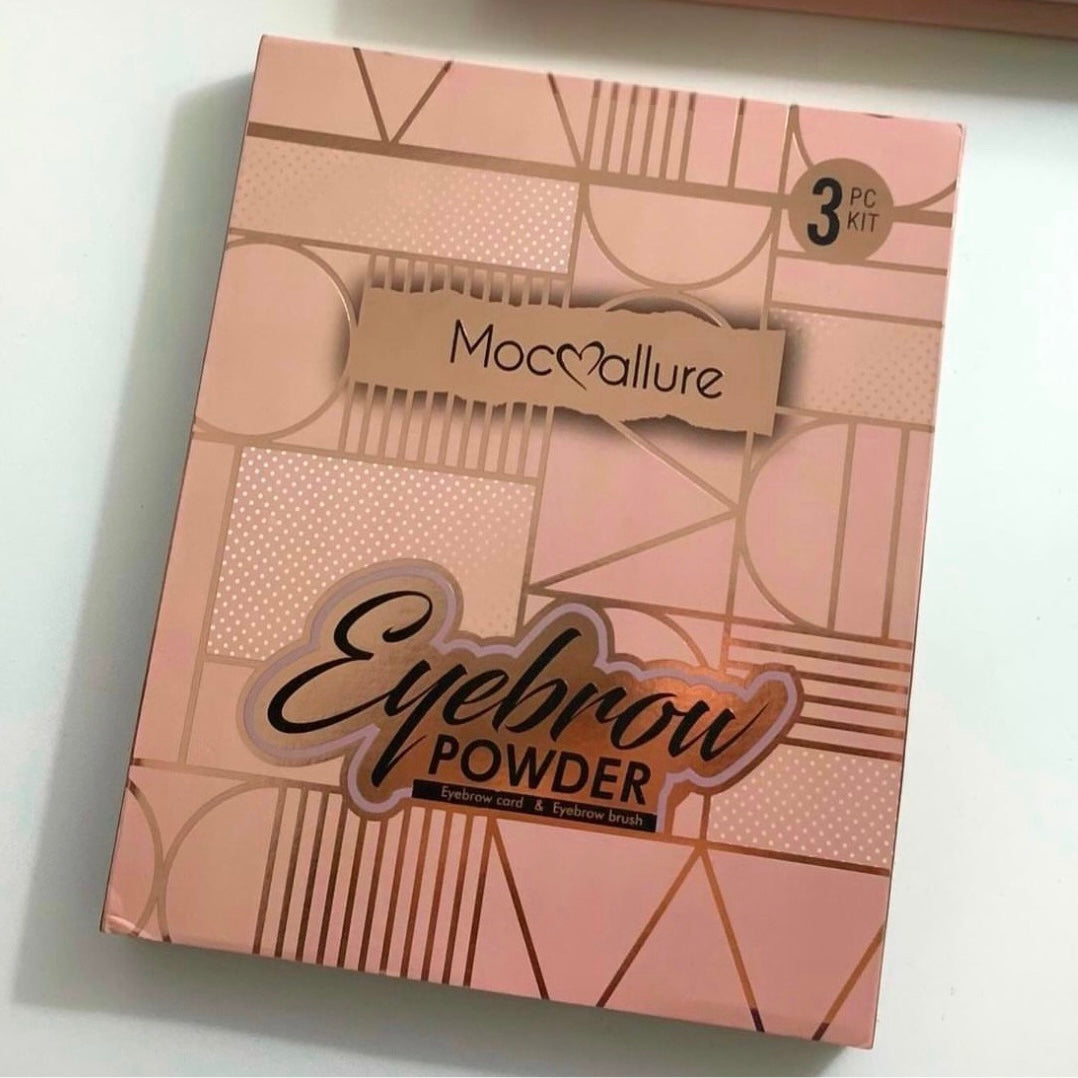 3 PC
KIT
Mocallure
Eyebrow
POWDER
Eyebrow card & Eyebrow brush